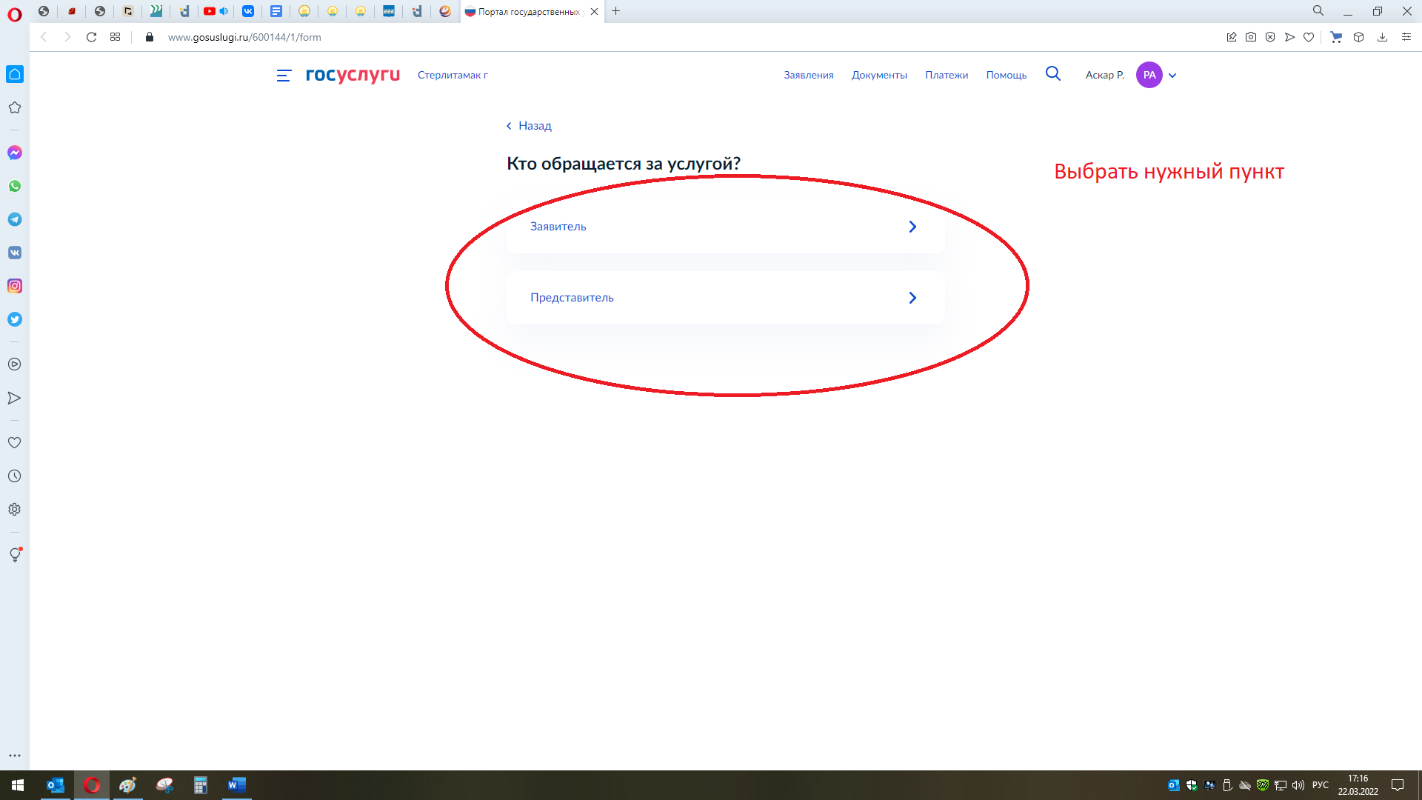 Портал государственных
www.gosuslugi.ru/600144/1/form
госуслуги Стерлитамак г Заявления Документы Платежи Помощь Аскар Р. РА
Назад
Кто обращается за услугой?
Выбрать нужный пункт
Заявитель
Представитель
РУС
17:16
22.03.2022